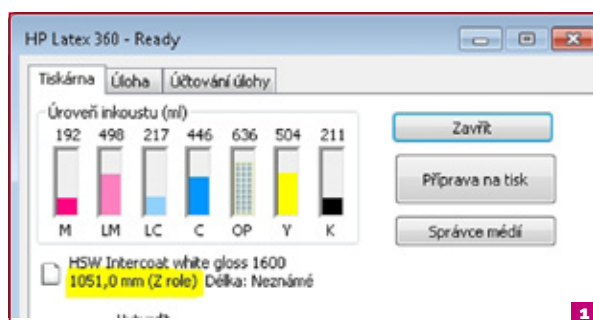 HP Latex 360 - Ready
Tiskárna Úloha Účtování úlohy
Úroveň inkoustu (ml)
192 498 217 446 636 504 211
M LM LC C OP Y K
Zavřít
Příprava na tisk
Správce médií
HSW Intercoat white gloss 1600
1051,0 mm (Z role) Délka: Neznámé
1